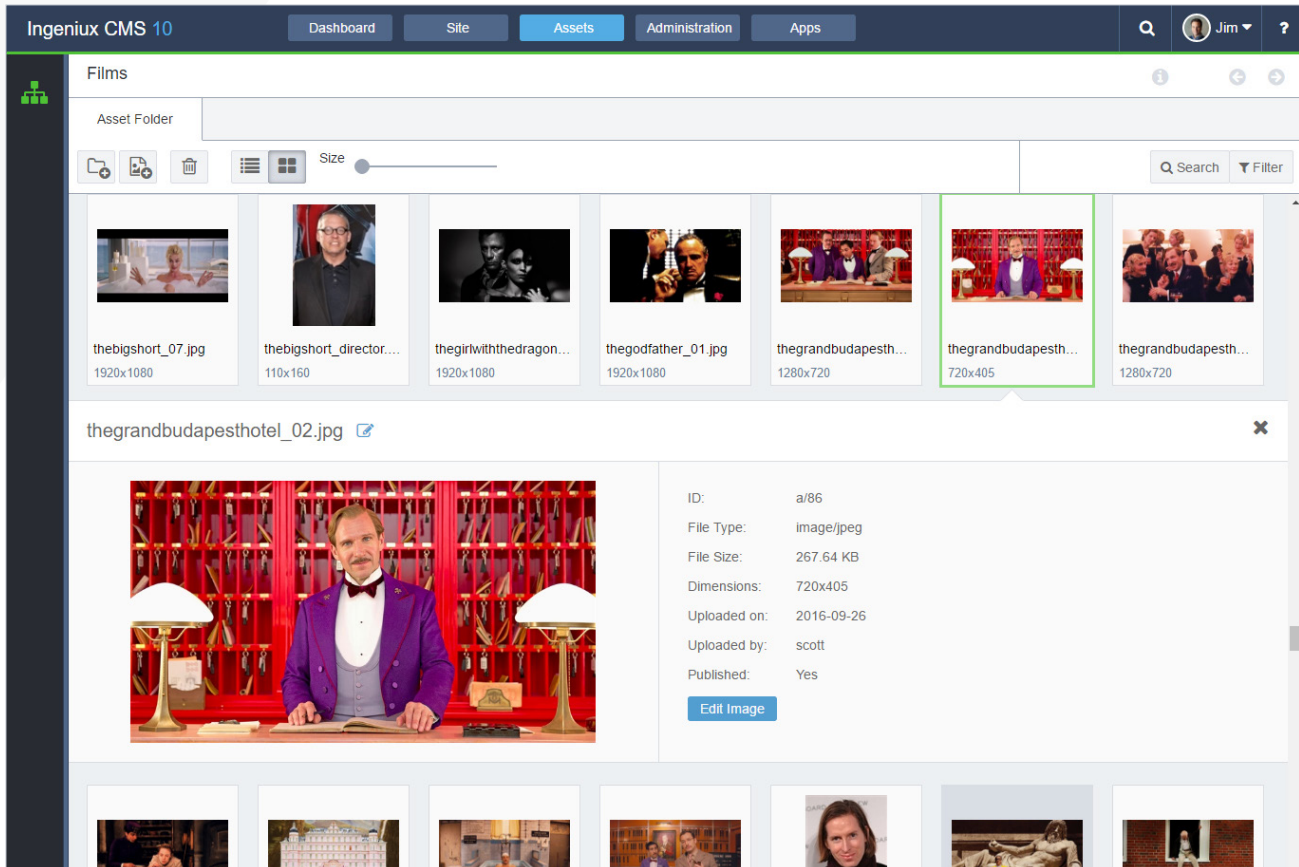 Ingeniux CMS 10
Dashboard
Site
Assets
Administration
Apps
Jim
?
Films
Asset Folder
Size
Search
Filter
thebigshort_07.jpg
1920x1080
thebigshort_director....
110x160
thegirlwiththedragon...
1920x1080
thegodfather_01.jpg
1920x1080
thegrandbudapesth...
1280x720
thegrandbudapesth...
720x405
thegrandbudapesth...
1280x720
thegrandbudapesthotel_02.jpg
ID: a/86
File Type: image/jpeg
File Size: 267.64 KB
Dimensions: 720x405
Uploaded on: 2016-09-26
Uploaded by: scott
Published: Yes
Edit Image